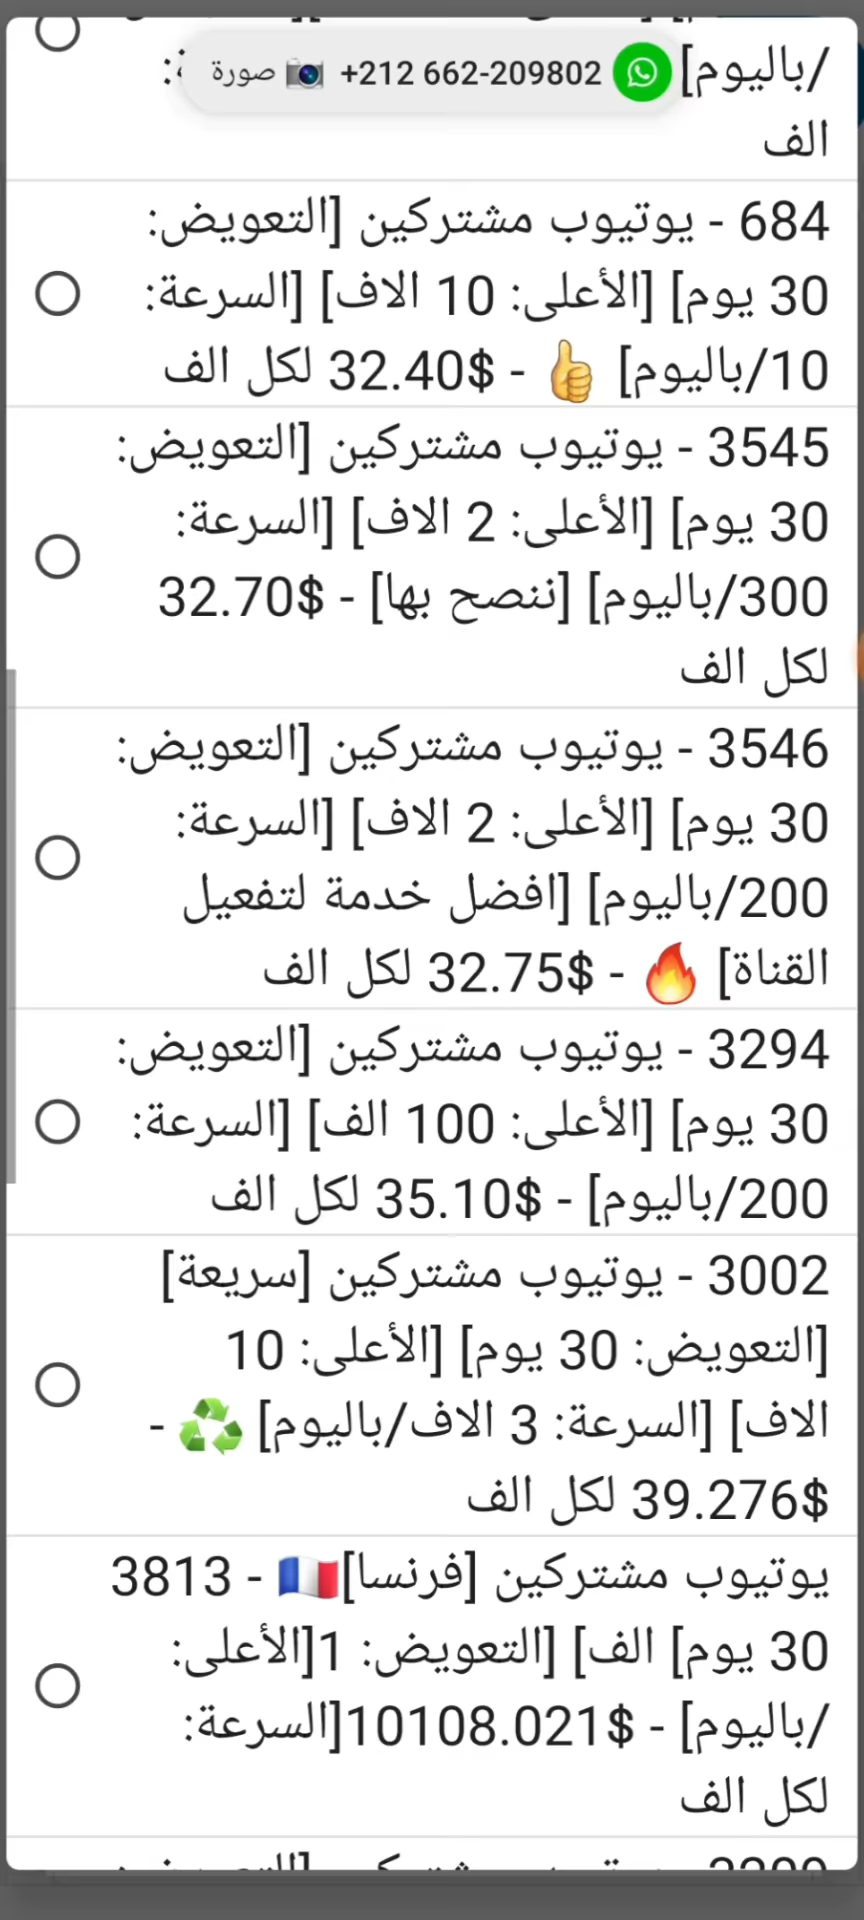 /باليوم]
+212 662-209802 📷 صورة
الف
684 - يوتيوب مشتركين [التعويض:
30 يوم] [الأعلى: 10 الاف] [السرعة:
10/باليوم] 👍 - $32.40 لكل الف
3545 - يوتيوب مشتركين [التعويض:
30 يوم] [الأعلى: 2 الاف] [السرعة:
300/باليوم] [ننصح بها] - $32.70
لكل الف
3546 - يوتيوب مشتركين [التعويض:
30 يوم] [الأعلى: 2 الاف] [السرعة:
200/باليوم] [افضل خدمة لتفعيل
القناة] 🔥 - $32.75 لكل الف
3294 - يوتيوب مشتركين [التعويض:
30 يوم] [الأعلى: 100 الف] [السرعة:
200/باليوم] - $35.10 لكل الف
3002 - يوتيوب مشتركين [سريعة]
[التعويض: 30 يوم] [الأعلى: 10
الاف] [السرعة: 3 الاف/باليوم] ♻️ -
$39.276 لكل الف
يوتيوب مشتركين [فرنسا]🇫🇷 - 3813
30 يوم] الف] [التعويض: 1[الأعلى:
/باليوم] - $10108.021[السرعة:
لكل الف